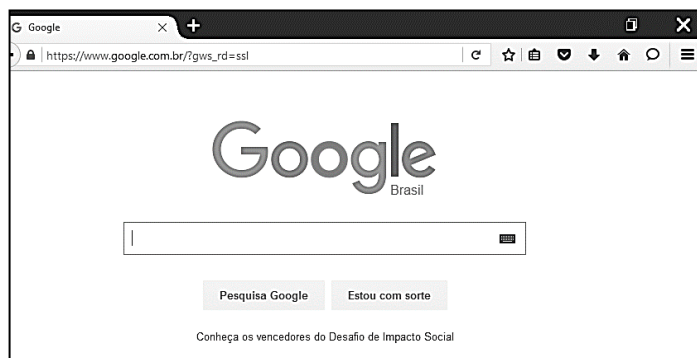 G Google
https://www.google.com.br/?gws_rd=ssl
Google
Brasil
Pesquisa Google Estou com sorte
Conheça os vencedores do Desafio de Impacto Social